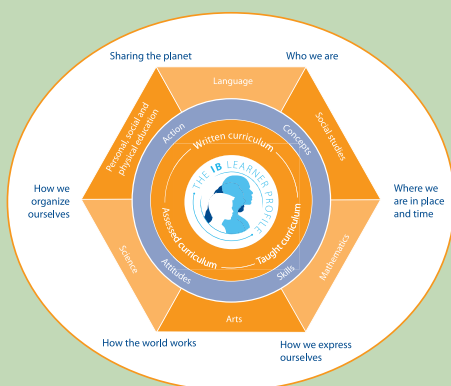 Sharing the planet
Who we are
Language
Personal, social and
physical education
Social studies
Action
Concepts
Written curriculum
THE IB LEARNER PROFILE
How we
organize
ourselves
Where we
are in place
and time
Assessed curriculum
Taught curriculum
Science
Attitudes
Skills
Mathematics
Arts
How the world works
How we express
ourselves